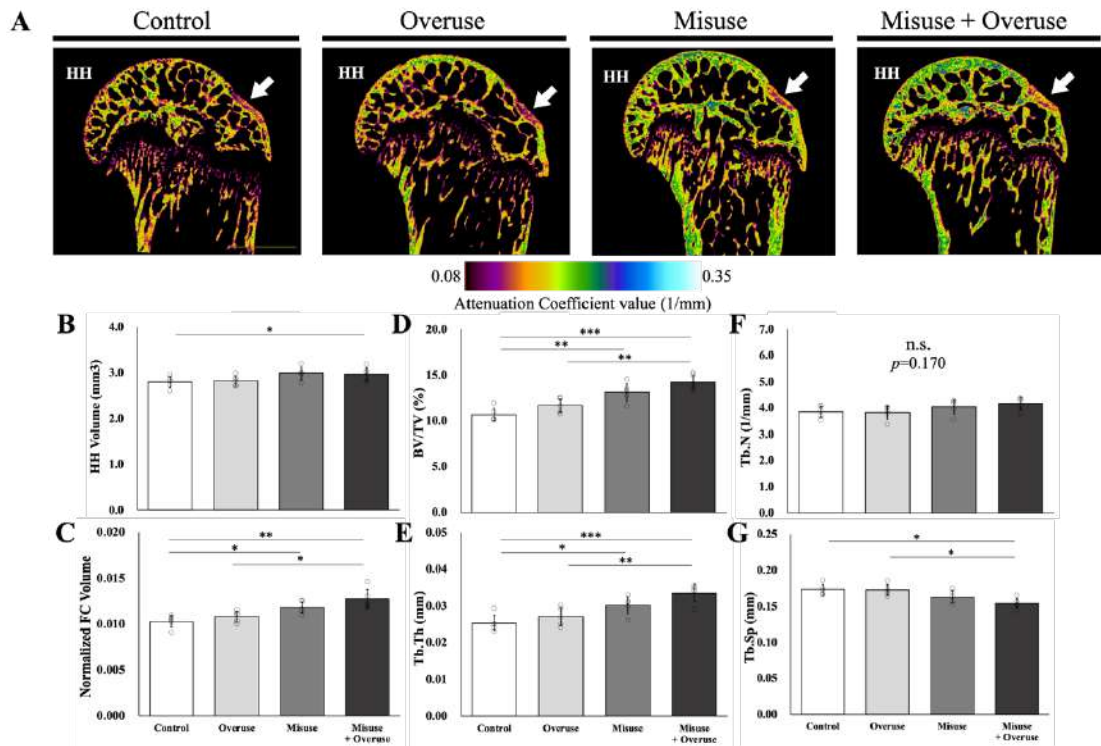 A
Control
Overuse
Misuse
Misuse + Overuse
HH
HH
HH
HH
0.08
0.35
Attenuation Coefficient value (1/mm)
B
HH Volume (mm3)
4.0
3.0
2.0
1.0
0.0
*
D
BV/TV (%)
20.0
15.0
10.0
5.0
0.0
***
**
**
F
Tb.N (1/mm)
7.0
6.0
5.0
4.0
3.0
2.0
1.0
0.0
n.s.
p=0.170
C
Normalized FC Volume
0.020
0.015
0.010
0.005
0.000
**
*
*
Control
Overuse
Misuse
Misuse
+ Overuse
E
Tb.Th (mm)
0.05
0.04
0.03
0.02
0.01
0.00
***
*
**
Control
Overuse
Misuse
Misuse
+ Overuse
G
Tb.Sp (mm)
0.25
0.20
0.15
0.10
0.05
0.00
*
*
Control
Overuse
Misuse
Misuse
+ Overuse